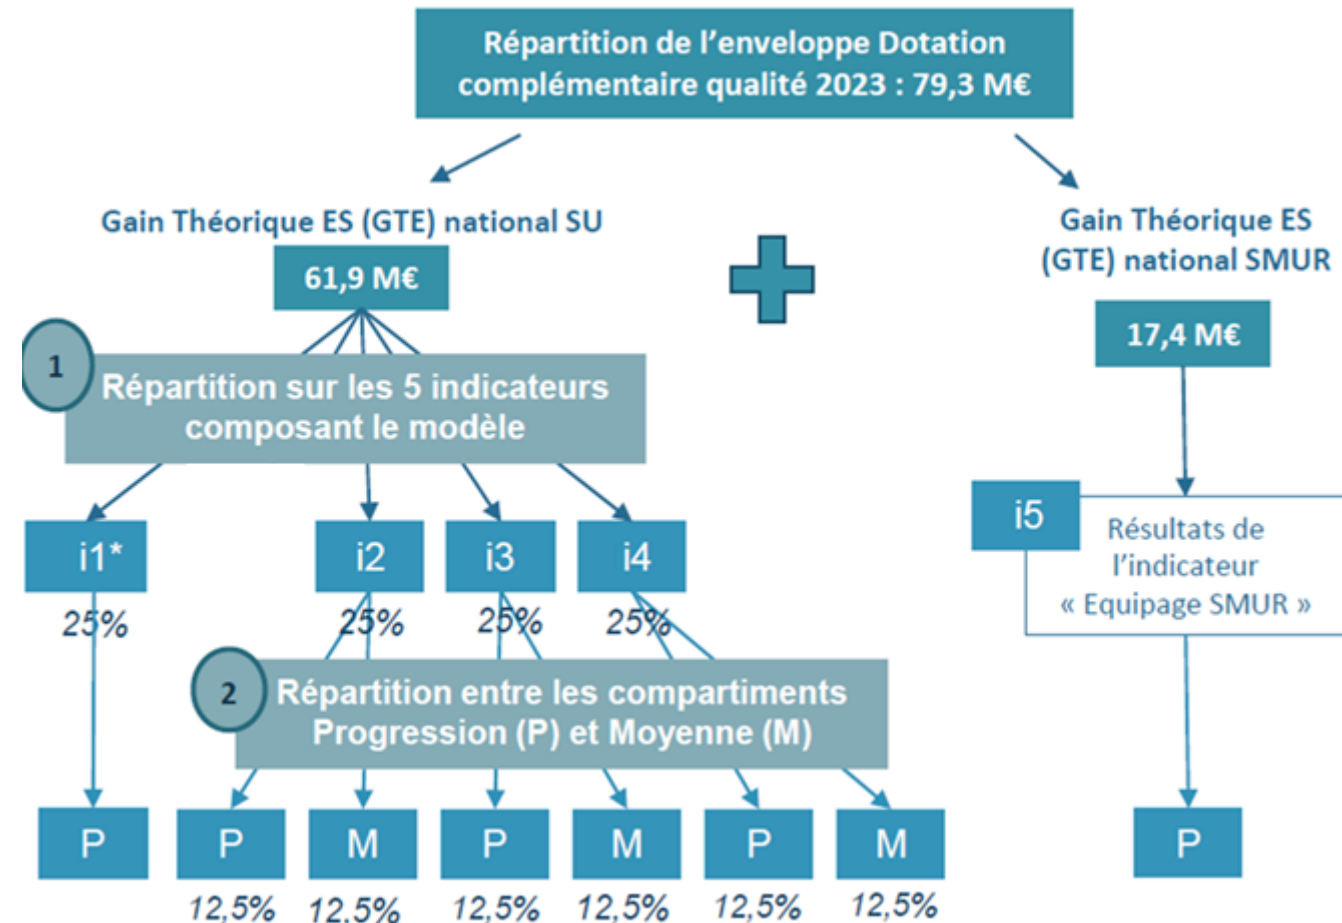 Répartition de l'enveloppe Dotation
complémentaire qualité 2023 : 79,3 M€
Gain Théorique ES (GTE) national SU
61,9 M€
Gain Théorique ES
(GTE) national SMUR
17,4 M€
1
Répartition sur les 5 indicateurs
composant le modèle
i1*
i2
i3
i4
25%
25%
25%
25%
i5
Résultats de
l'indicateur
« Equipage SMUR »
2
Répartition entre les compartiments
Progression (P) et Moyenne (M)
P
P
M
P
M
P
M
P
12,5%
12,5%
12,5%
12,5%
12,5%
12,5%